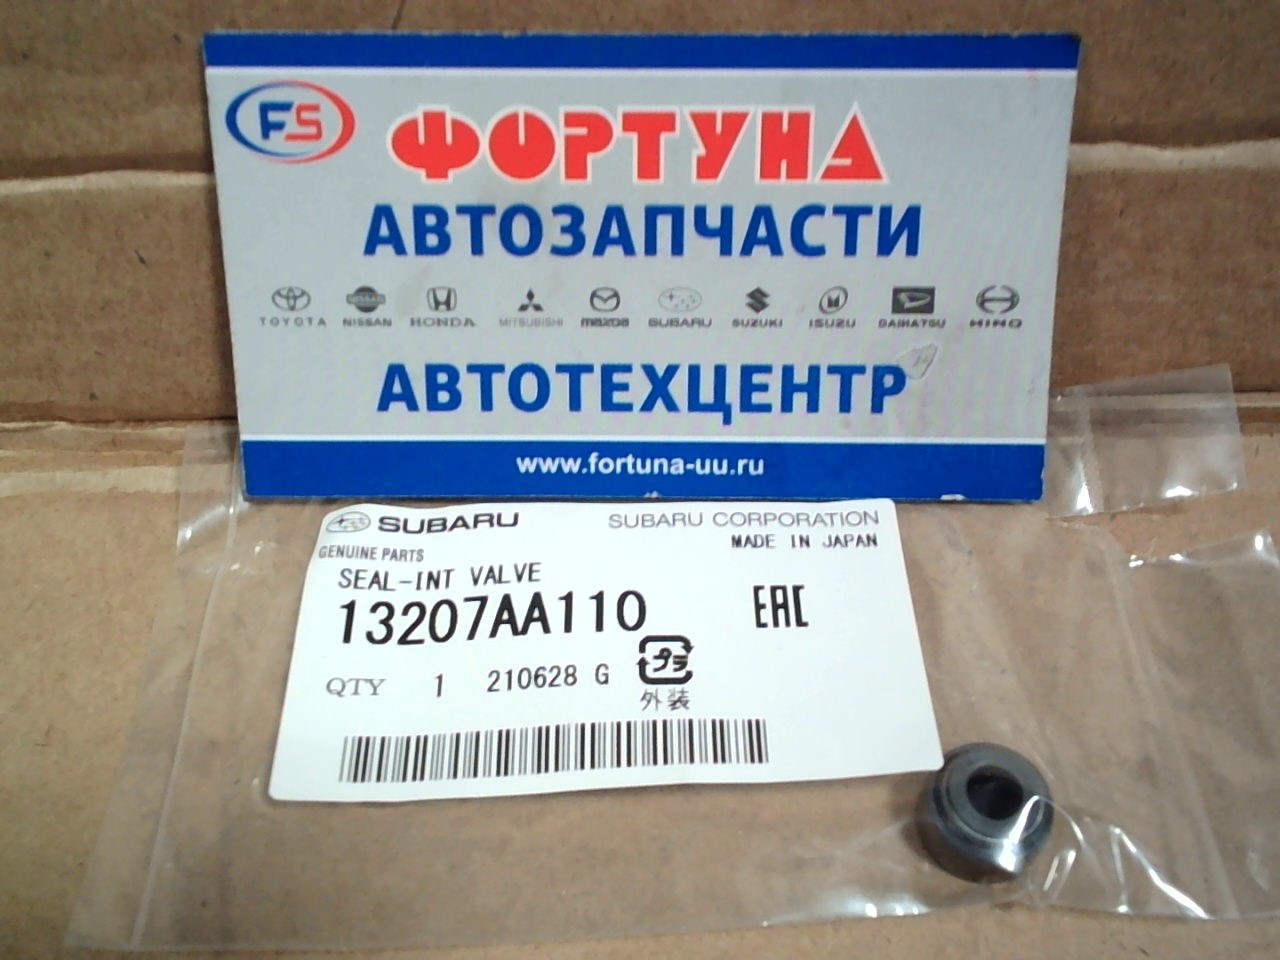 FS
ФОРТУНА
АВТОЗАПЧАСТИ
TOYOTA NISSAN HONDA MITSUBISHI mazda SUBARU SUZUKI ISUZU DAIHATSU HINO
АВТОТЕХЦЕНТР
www.fortuna-uu.ru
SUBARU SUBARU CORPORATION
GENUINE PARTS MADE IN JAPAN
SEAL-INT VALVE
13207AA110 EAC
QTY 1 210628 G プラ
外装